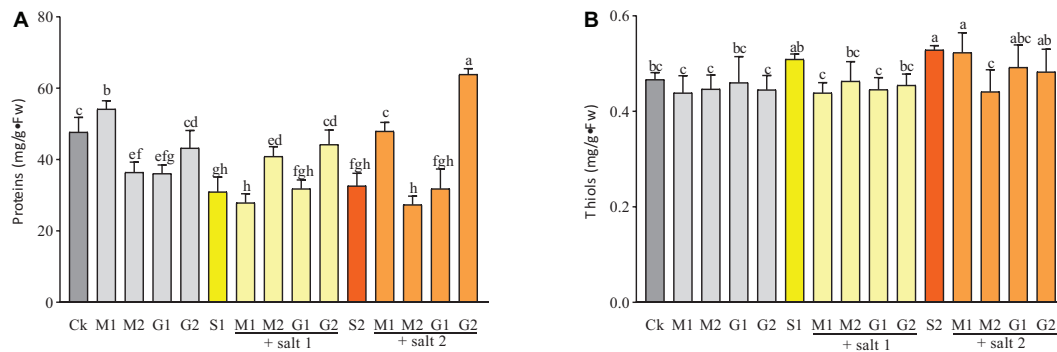 A
Proteins (mg/g•Fw)
80
60
40
20
0
c
b
ef
efg
cd
gh
h
ed
fgh
cd
fgh
c
h
fgh
a
Ck M1 M2 G1 G2 S1 M1 M2 G1 G2 S2 M1 M2 G1 G2
+ salt 1 + salt 2
B
Thiols (mg/g•Fw)
0.6
0.4
0.2
0.0
bc
c
c
bc
c
ab
c
bc
c
bc
a
a
c
abc
ab
Ck M1 M2 G1 G2 S1 M1 M2 G1 G2 S2 M1 M2 G1 G2
+ salt 1 + salt 2